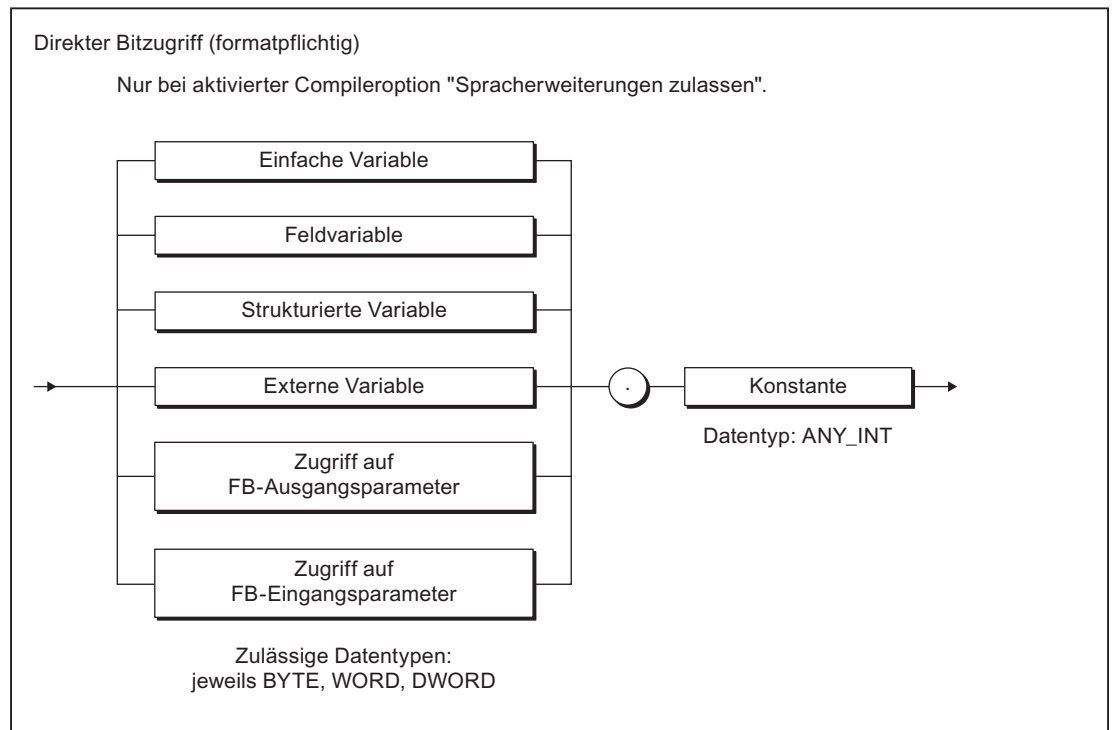 Direkter Bitzugriff (formatpflichtig)
Nur bei aktivierter Compileroption "Spracherweiterungen zulassen".
Einfache Variable
Feldvariable
Strukturierte Variable
Externe Variable
.
Konstante
Datentyp: ANY_INT
Zugriff auf
FB-Ausgangsparameter
Zugriff auf
FB-Eingangsparameter
Zulässige Datentypen:
jeweils BYTE, WORD, DWORD